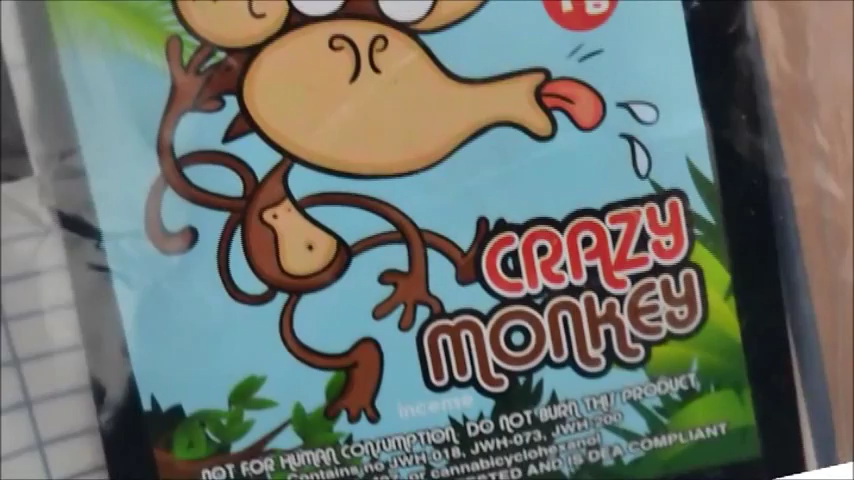 1g
CRAZY
MONKEY
incense
NOT FOR HUMAN CONSUMPTION, DO NOT BURN THIS PRODUCT,
Contains no JWH-018, JWH-073, JWH-200
or cannabicyclohexanol
AND IS DEA COMPLIANT